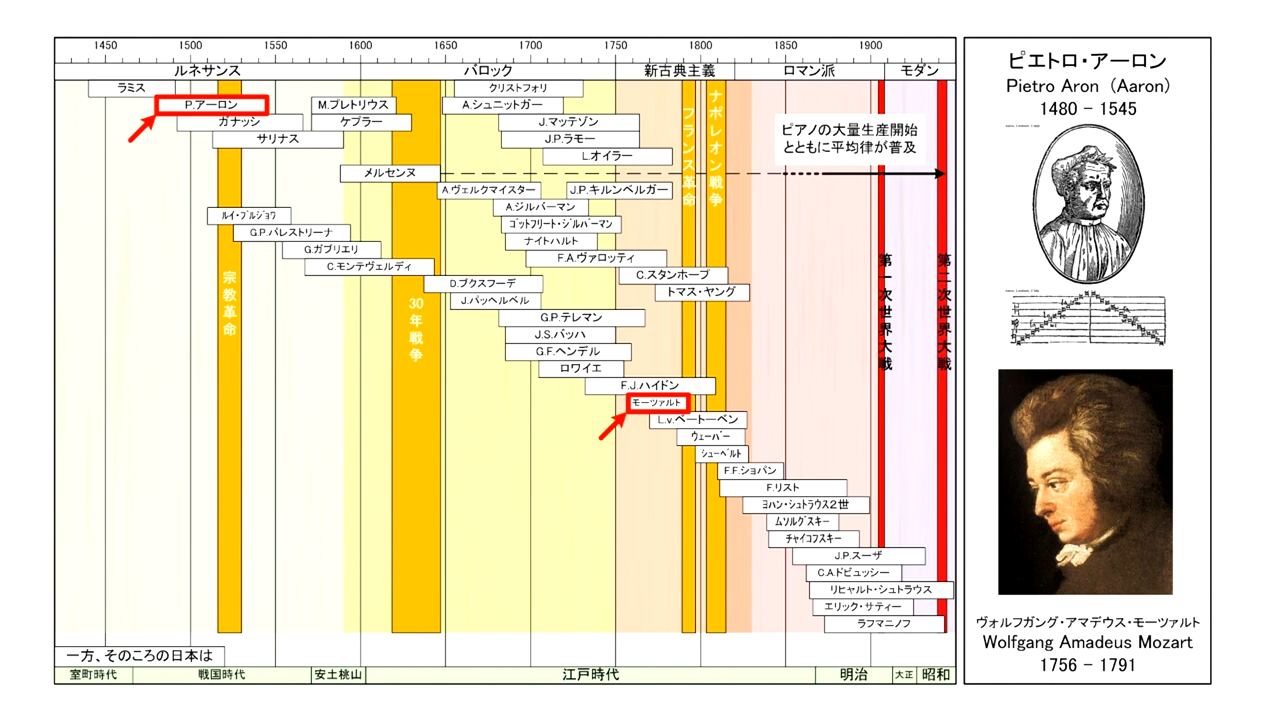 1450 1500 1550 1600 1650 1700 1750 1800 1850 1900
ルネサンス バロック 新古典主義 ロマン派 モダン
ラミス
クリストフォリ
P.アーロン
M.プレトリウス
A.シュニットガー
ガナッシ
ケプラー
J.マッテゾン
サリナス
J.P.ラモー
L.オイラー
ピアノの大量生産開始
とともに平均律が普及
メルセンヌ
A.ヴェルクマイスター
J.P.キルンベルガー
A.ジルバーマン
ルイ・ブルジョワ
ゴットフリート・ジルバーマン
G.P.パレストリーナ
ナイトハルト
G.ガブリエリ
F.A.ヴァロッティ
C.モンテヴェルディ
C.スタンホープ
D.ブクスフーデ
トマス・ヤング
J.パッヘルベル
G.P.テレマン
J.S.バッハ
G.F.ヘンデル
ロワイエ
F.J.ハイドン
モーツァルト
L.v.ベートーベン
ウェーバー
シューベルト
F.F.ショパン
F.リスト
ヨハン・シュトラウス2世
ムソルグスキー
チャイコフスキー
J.P.スーザ
C.A.ドビュッシー
リヒャルト・シュトラウス
エリック・サティー
ラフマニノフ
宗教革命
30年戦争
フランス革命
ナポレオン戦争
第一次世界大戦
第二次世界大戦
一方、そのころの日本は
室町時代 戦国時代 安土桃山 江戸時代 明治 大正 昭和
ピエトロ・アーロン
Pietro Aron (Aaron)
1480 - 1545
ヴォルフガング・アマデウス・モーツァルト
Wolfgang Amadeus Mozart
1756 - 1791